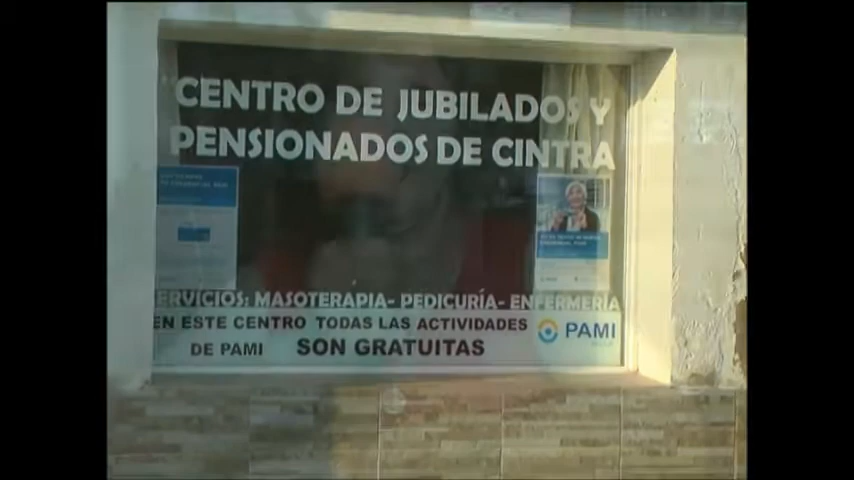 CENTRO DE JUBILADOS Y
PENSIONADOS DE CINTRA
ERVICIOS: MASOTERAPIA- PEDICURÍA- ENFERMERÍA
EN ESTE CENTRO TODAS LAS ACTIVIDADES
DE PAMI SON GRATUITAS
PAMI